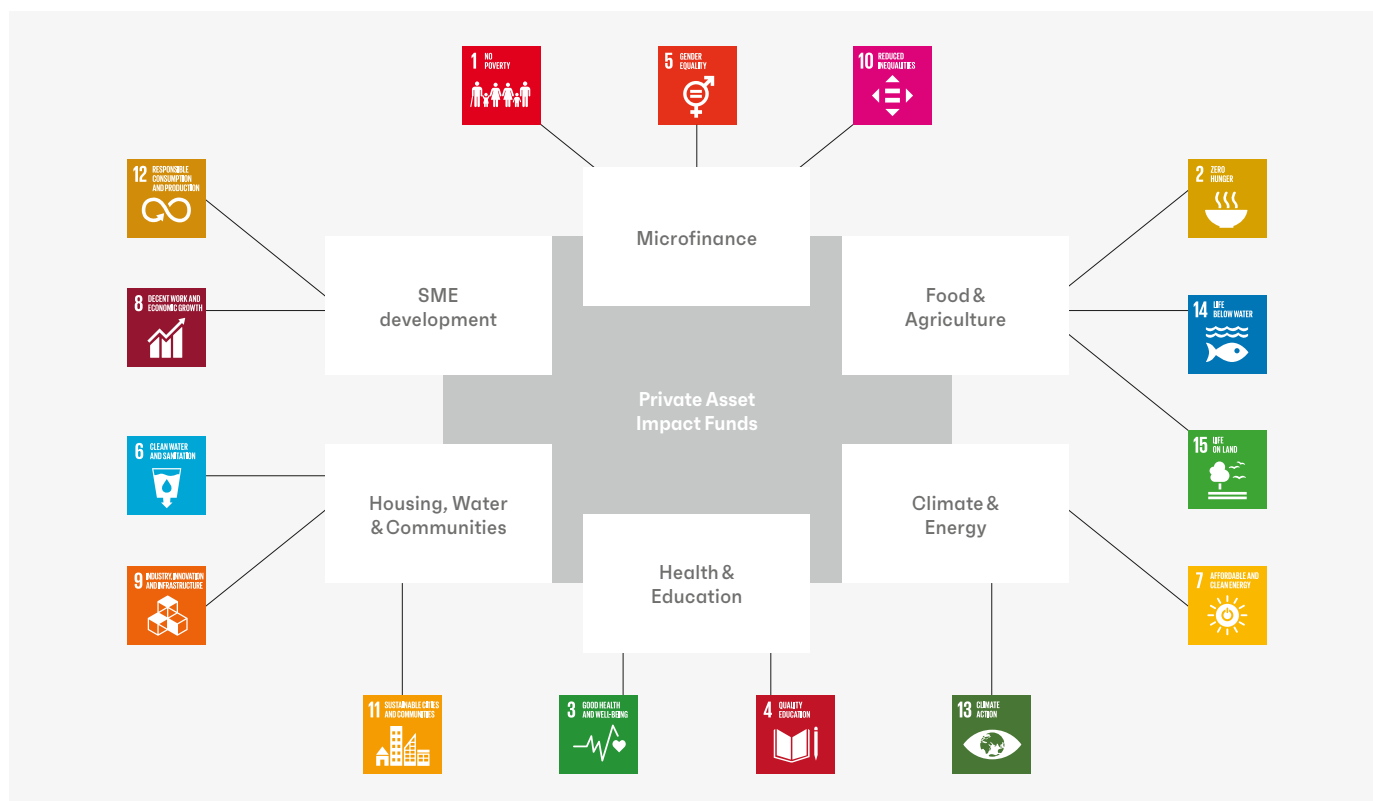 1 NO
POVERTY
5 GENDER
EQUALITY
10 REDUCED
INEQUALITIES
12 RESPONSIBLE
CONSUMPTION
AND PRODUCTION
2 ZERO
HUNGER
Microfinance
SME
development
Food &
Agriculture
8 DECENT WORK AND
ECONOMIC GROWTH
14 LIFE
BELOW WATER
Private Asset
Impact Funds
6 CLEAN WATER
AND SANITATION
15 LIFE
ON LAND
Housing, Water
& Communities
Climate &
Energy
9 INDUSTRY, INNOVATION
AND INFRASTRUCTURE
Health &
Education
7 AFFORDABLE AND
CLEAN ENERGY
11 SUSTAINABLE CITIES
AND COMMUNITIES
3 GOOD HEALTH
AND WELL-BEING
4 QUALITY
EDUCATION
13 CLIMATE
ACTION